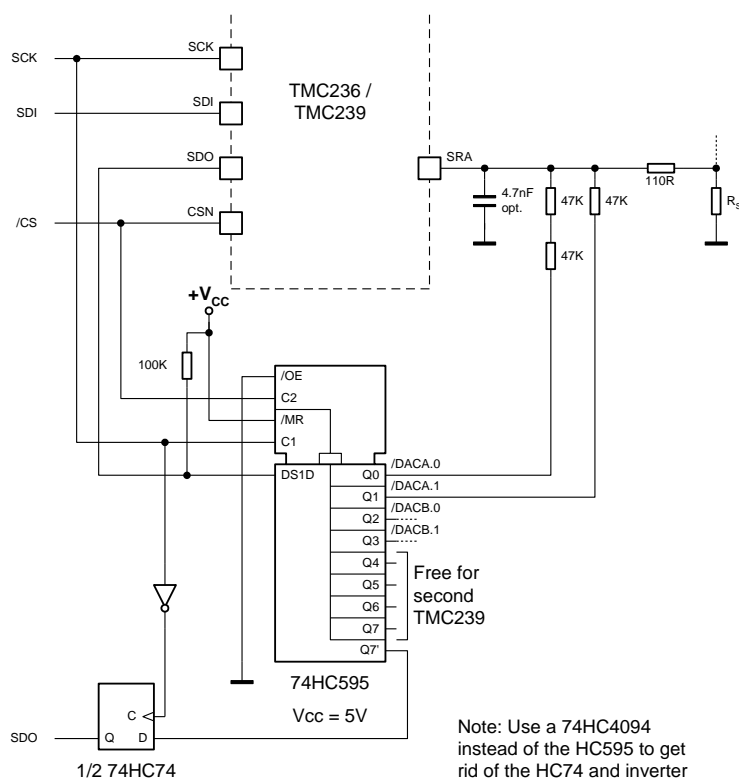 SCK
SCK
TMC236 /
TMC239
SDI
SDI
SDO
SRA
110R
4.7nF
opt.
47K
47K
/CS
CSN
R
S
47K
+VCC
100K
/OE
C2
/MR
C1
/DACA.0
DS1D
Q0
/DACA.1
Q1
/DACB.0
Q2
/DACB.1
Q3
Q4
Free for
second
TMC239
Q5
Q6
Q7
Q7'
74HC595
Vcc = 5V
C
SDO
Q
D
1/2 74HC74
Note: Use a 74HC4094
instead of the HC595 to get
rid of the HC74 and inverter